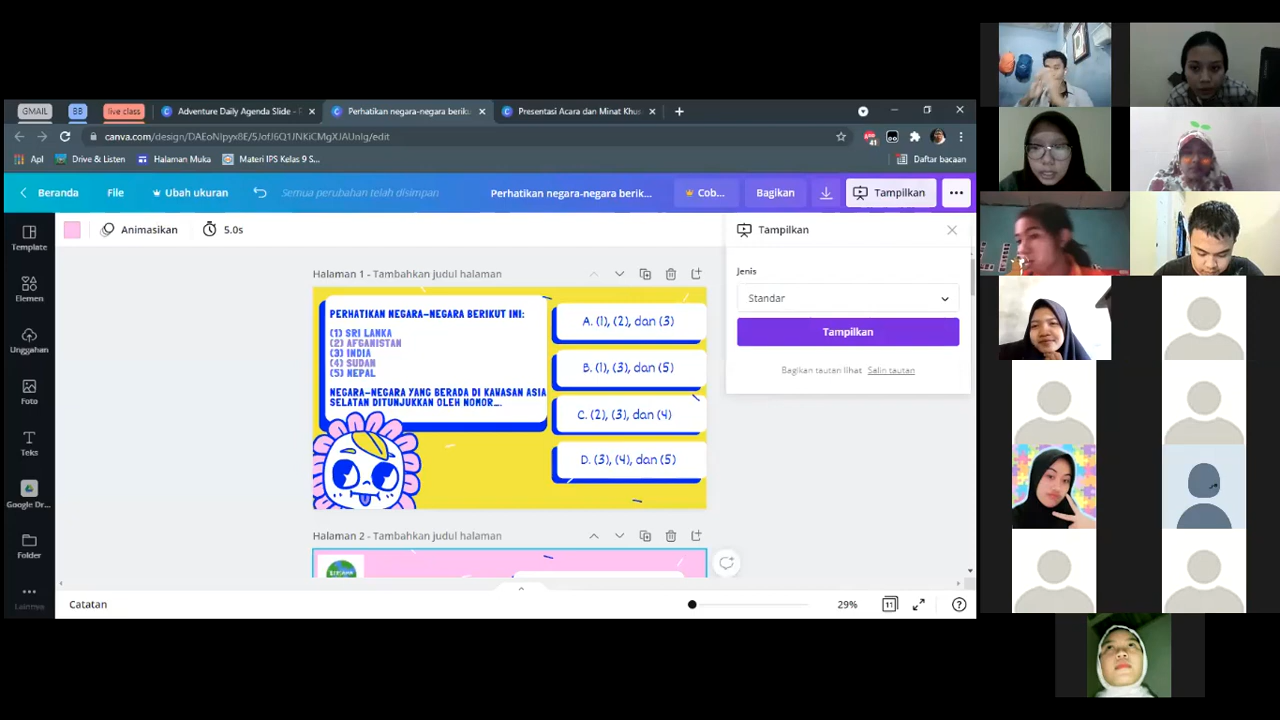 GMAIL
BB
live class
Adventure Daily Agenda Slide - P
Perhatikan negara-negara beriku
Presentasi Acara dan Minat Khus
canva.com/design/DAEoNlpyx8E/5JofJ6Q1JNKiCMgXJAUnIg/edit
41
Apl
Drive & Listen
Halaman Muka
Materi IPS Kelas 9 S...
Daftar bacaan
Beranda
File
Ubah ukuran
Semua perubahan telah disimpan
Perhatikan negara-negara berik...
Cob...
Bagikan
Tampilkan
Template
Elemen
Unggahan
Foto
Teks
Google Dr...
Folder
Lainnya
Animasikan
5.0s
Halaman 1 - Tambahkan judul halaman
PERHATIKAN NEGARA-NEGARA BERIKUT INI:
(1) SRI LANKA
(2) AFGANISTAN
(3) INDIA
(4) SUDAN
(5) NEPAL
NEGARA-NEGARA YANG BERADA DI KAWASAN ASIA
SELATAN DITUNJUKKAN OLEH NOMOR....
A. (1), (2), dan (3)
B. (1), (3), dan (5)
C. (2), (3), dan (4)
D. (3), (4), dan (5)
Halaman 2 - Tambahkan judul halaman
Tampilkan
Jenis
Standar
Tampilkan
Bagikan tautan lihat
Salin tautan
Catatan
29%
11